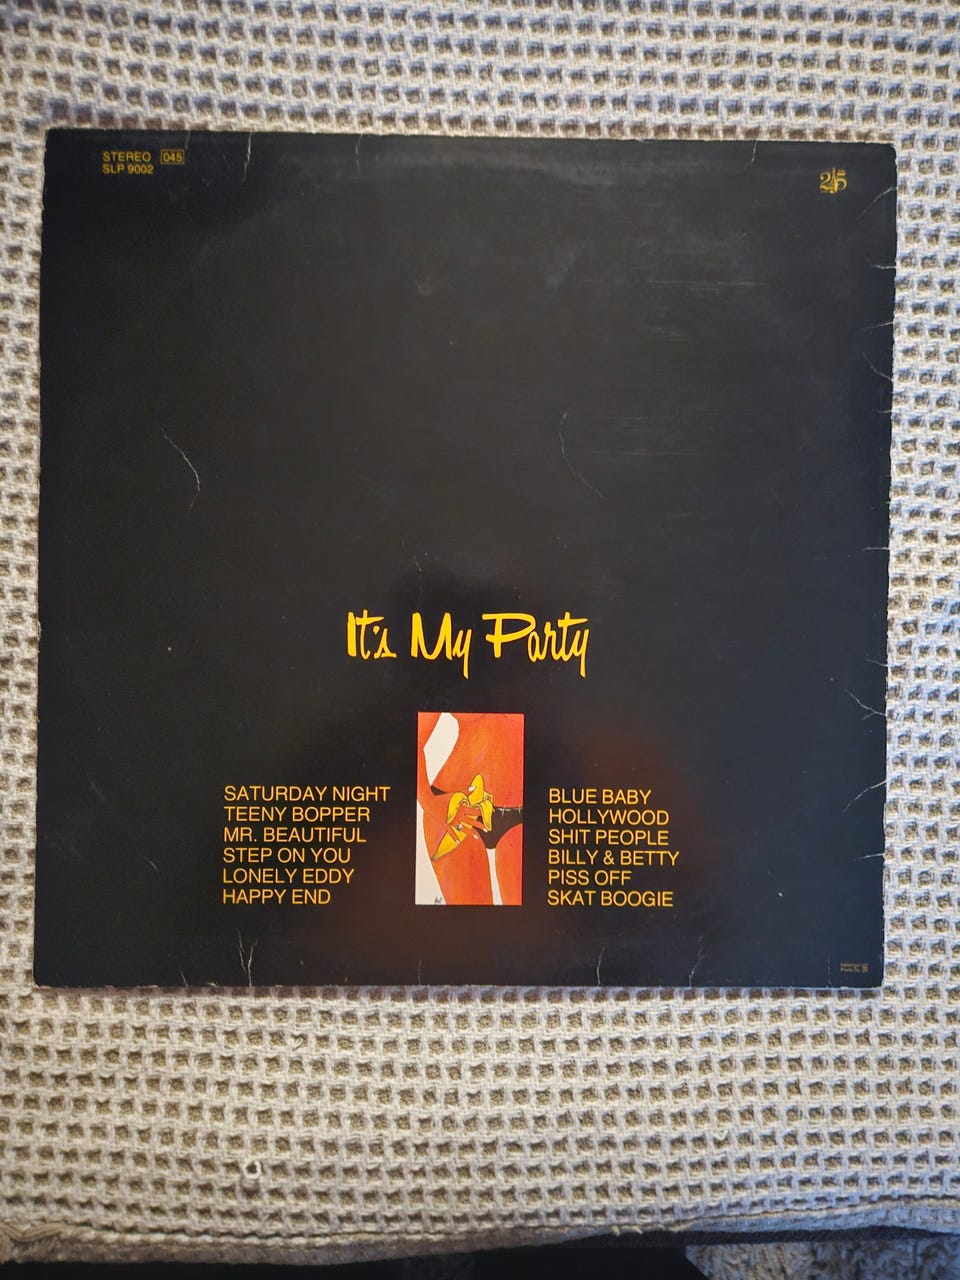 STEREO 045
SLP 9002
25
It's My Party
SATURDAY NIGHT
TEENY BOPPER
MR. BEAUTIFUL
STEP ON YOU
LONELY EDDY
HAPPY END
BLUE BABY
HOLLYWOOD
SHIT PEOPLE
BILLY & BETTY
PISS OFF
SKAT BOOGIE